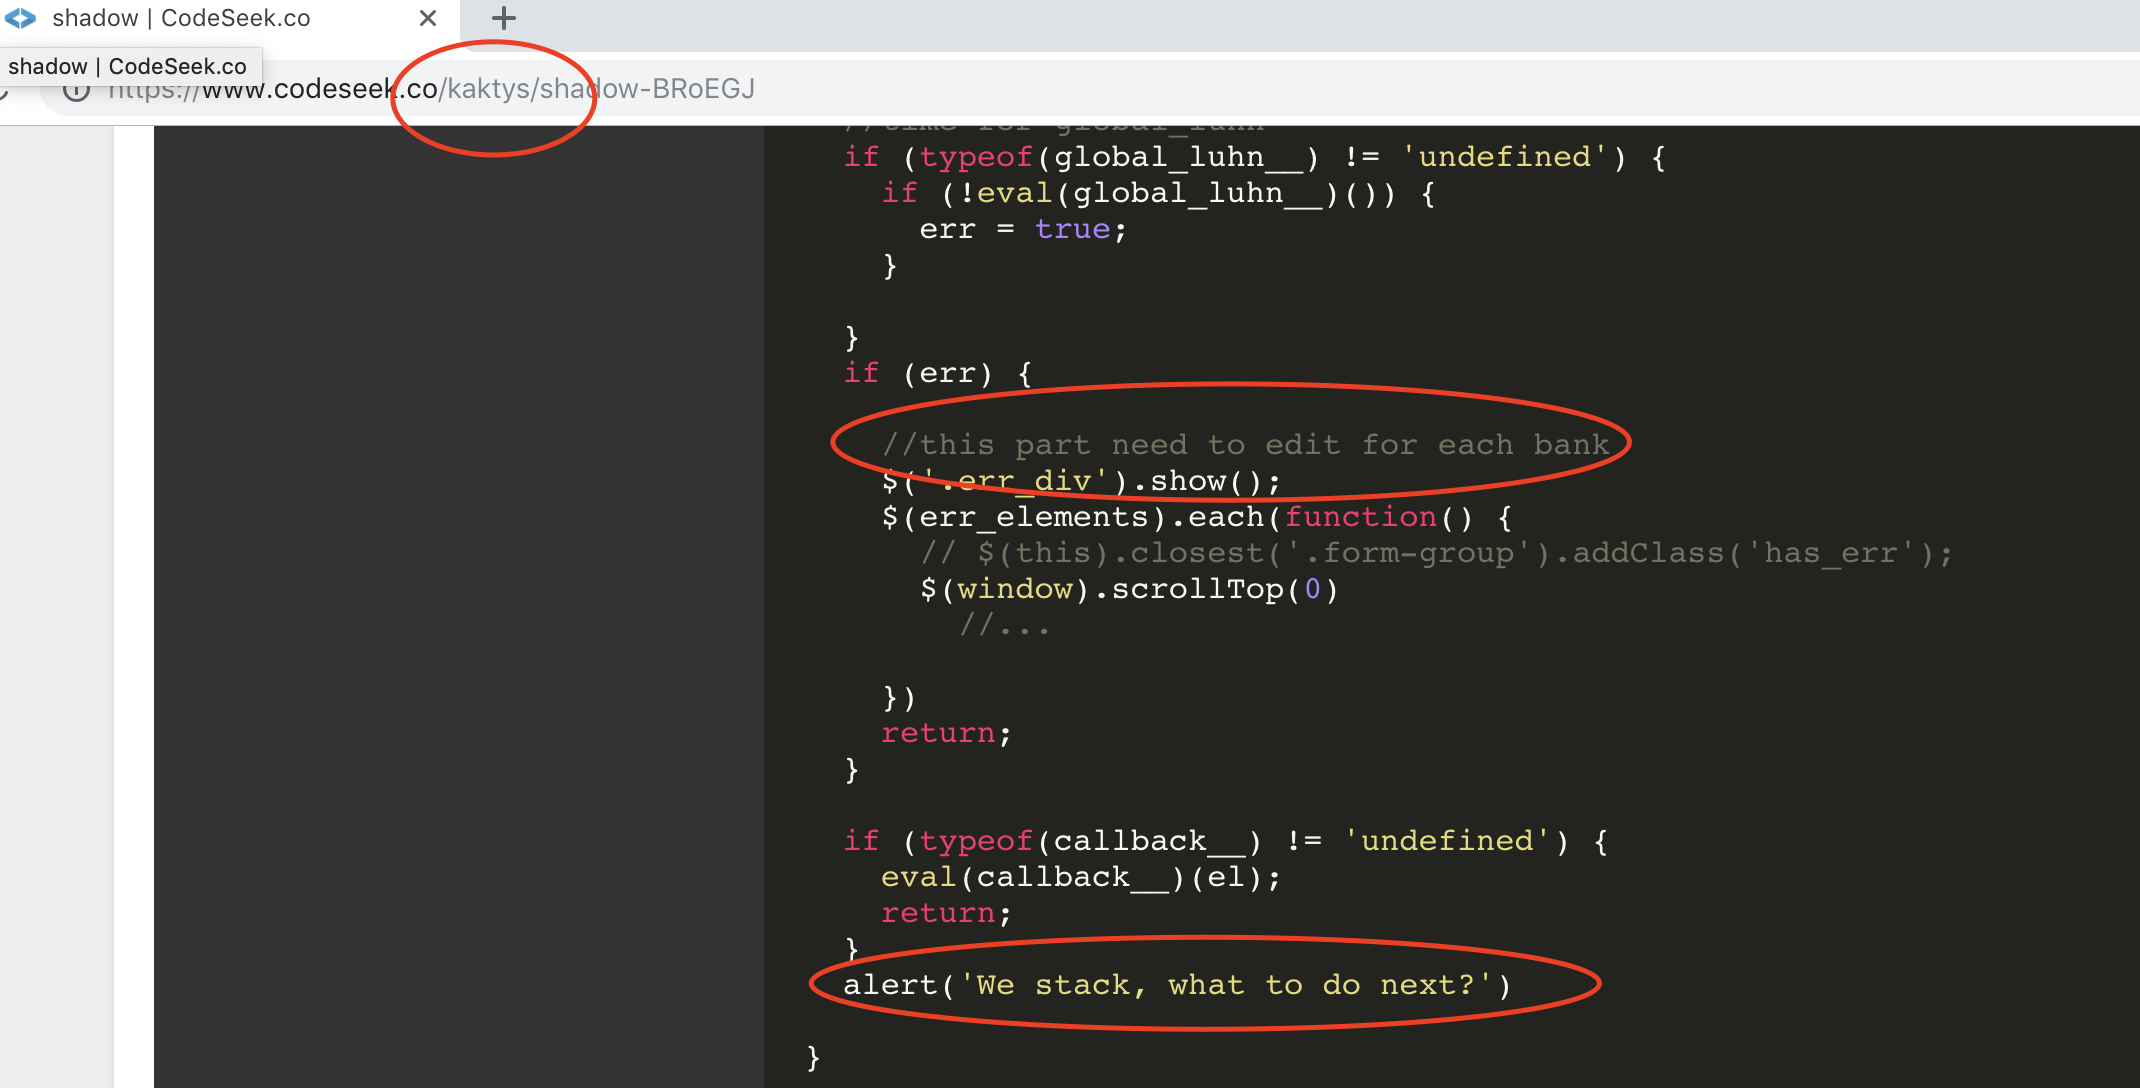 shadow | CodeSeek.co
shadow | CodeSeek.co
https://www.codeseek.co/kaktys/shadow-BRoEGJ
//time for global_luhn
if (typeof(global_luhn__) != 'undefined') {
if (!eval(global_luhn__)()) {
err = true;
}
}
if (err) {
//this part need to edit for each bank
$('.err_div').show();
$(err_elements).each(function() {
// $(this).closest('.form-group').addClass('has_err');
$(window).scrollTop(0)
//...
})
return;
}
if (typeof(callback__) != 'undefined') {
eval(callback__)(el);
return;
}
alert('We stack, what to do next?')
}